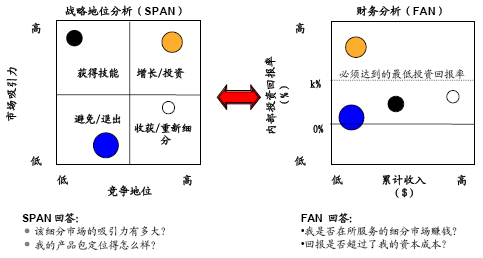 战略地位分析（SPAN）
高
市场吸引力
获得技能
增长/投资
避免/退出
收获/重新细
分
低
低
高
竞争地位
SPAN 回答:
该细分市场的吸引力有多大?
我的产品包定位得怎么样?
财务分析（FAN）
高
内部投资回报率
（%）
k%
必须达到的最低投资回报率
0%
低
低
累计收入
($)
高
FAN 回答:
•我是否在所服务的细分市场赚钱?
•回报是否超过了我的资本成本?